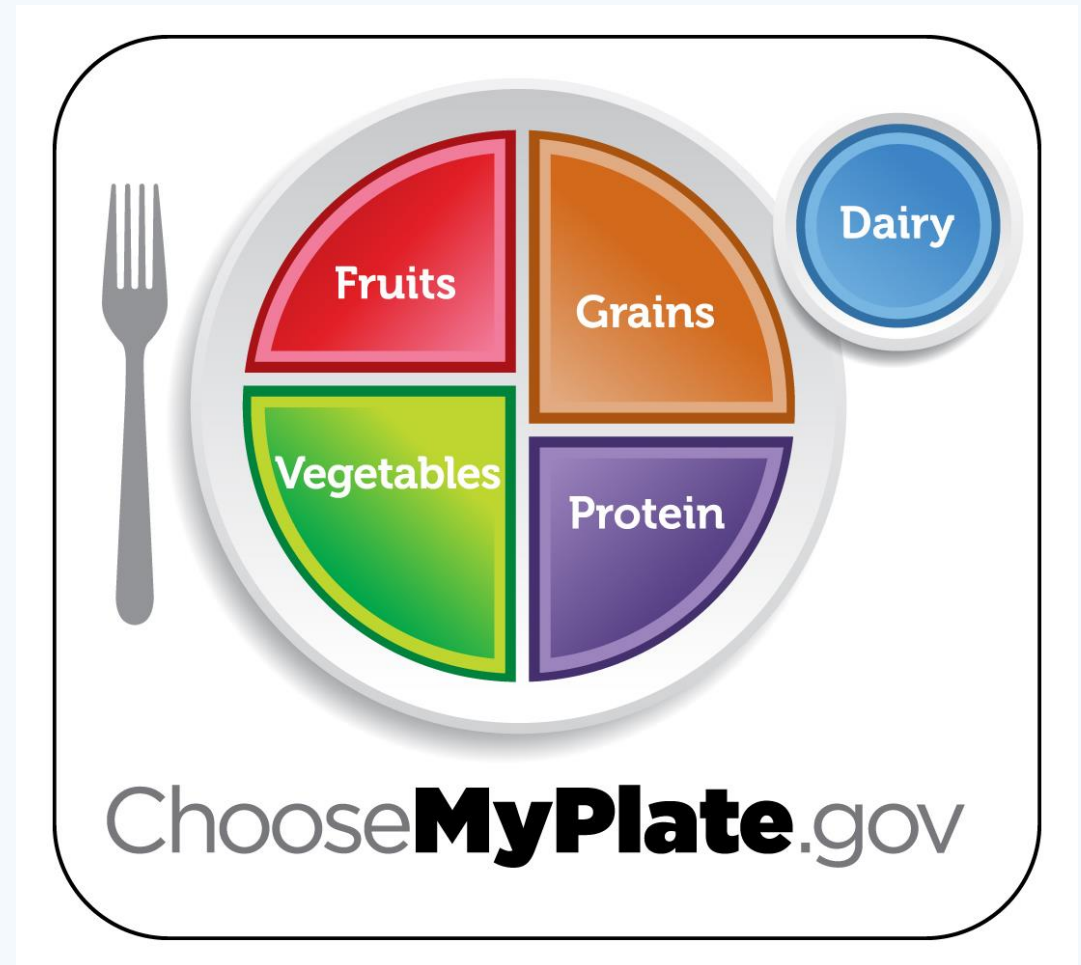 Fruits
Grains
Dairy
Vegetables
Protein
ChooseMyPlate.gov